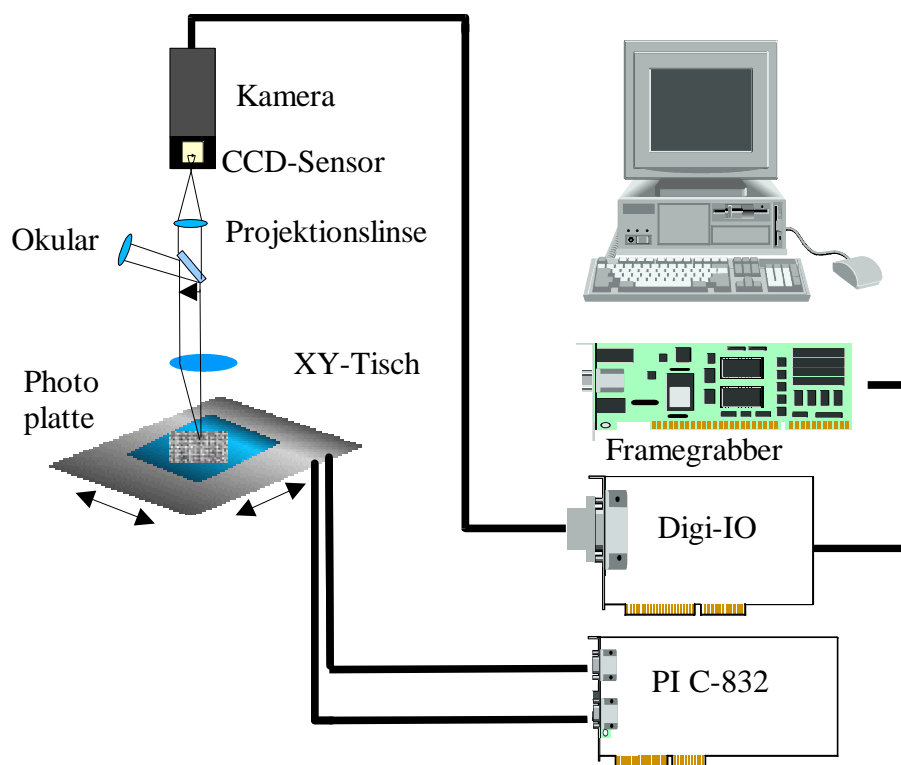 Kamera
CCD-Sensor
Projektionslinse
Okular
XY-Tisch
Photo
platte
Framegrabber
Digi-IO
PI C-832